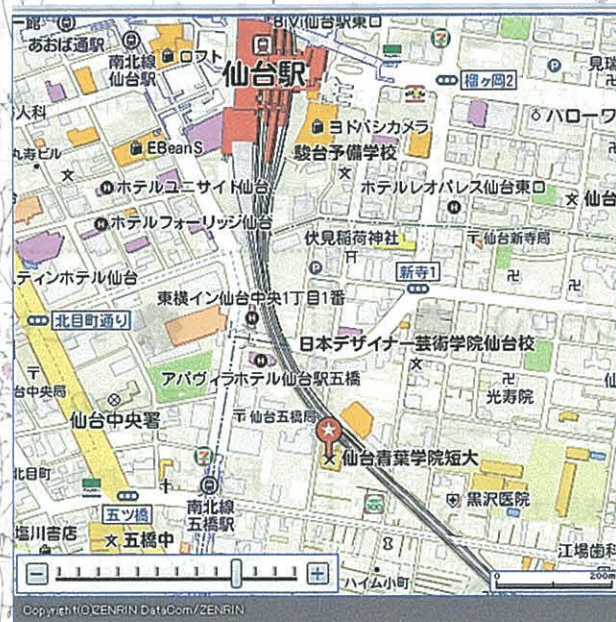 BiVi仙台駅東口
あおば通駅
南北線
仙台駅
ロフト
仙台駅
榴ヶ岡2
ハローワ
人科
ヨドバシカメラ
丸寿ビル
EBeanS
駿台予備学校
ホテルユニサイト仙台
ホテルレオパレス仙台東口
仙台
ホテルフォーリッジ仙台
伏見稲荷神社
仙台新寺局
ティンホテル仙台
新寺1
東横イン仙台中央1丁目1番
北目町通り
日本デザイナー芸術学院仙台校
台中央局
アパヴィラホテル仙台駅五橋
光寿院
仙台中央署
仙台五橋局
仙台青葉学院短大
北目町
黒沢医院
五ツ橋
南北線
五橋駅
塩川書店
五橋中
江場歯科
ハイム小町
0
200m
Copyright(C)ZENRIN DataCom/ZENRIN